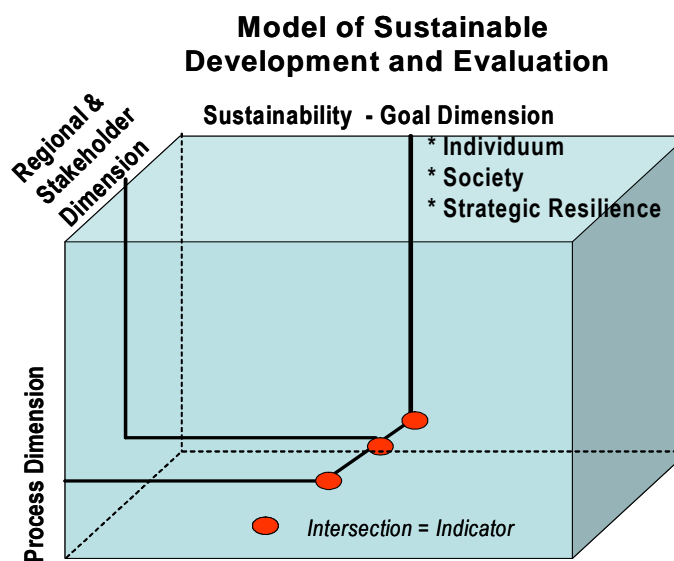 Model of Sustainable
Development and Evaluation
Regional &
Stakeholder
Dimension
Sustainability - Goal Dimension
* Individuum
* Society
* Strategic Resilience
Process Dimension
Intersection = Indicator